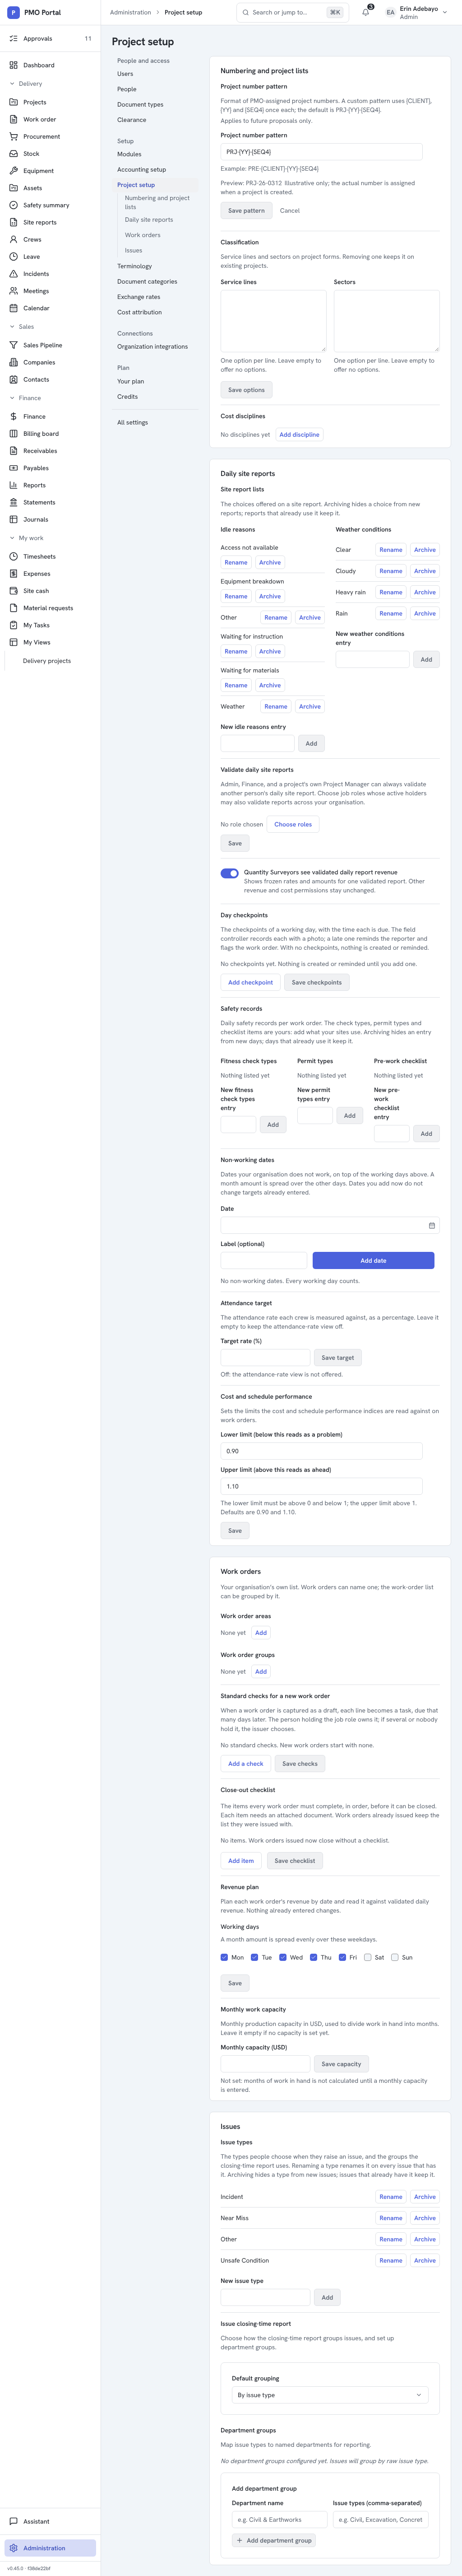 P PMO Portal
Administration > Project setup
Search or jump to... ⌘K
3
EA Erin Adebayo
Admin
Approvals 11
Dashboard
Delivery
Projects
Work order
Procurement
Stock
Equipment
Assets
Safety summary
Site reports
Crews
Leave
Incidents
Meetings
Calendar
Sales
Sales Pipeline
Companies
Contacts
Finance
Finance
Billing board
Receivables
Payables
Reports
Statements
Journals
My work
Timesheets
Expenses
Site cash
Material requests
My Tasks
My Views
Delivery projects
Assistant
Administration
Project setup
People and access
Users
People
Document types
Clearance
Setup
Modules
Accounting setup
Project setup
Numbering and project
lists
Daily site reports
Work orders
Issues
Terminology
Document categories
Exchange rates
Cost attribution
Connections
Organization integrations
Plan
Your plan
Credits
All settings
Numbering and project lists
Project number pattern
Format of PMO-assigned project numbers. A custom pattern uses {CLIENT},
{YY} and {SEQ4} once each; the default is PRJ-{YY}-{SEQ4}.
Applies to future proposals only.
Project number pattern
PRJ-{YY}-{SEQ4}
Example: PRE-{CLIENT}-{YY}-{SEQ4}
Preview: PRJ-26-0312 Illustrative only; the actual number is assigned
when a project is created.
Save pattern Cancel
Classification
Service lines and sectors on project forms. Removing one keeps it on
existing projects.
Service lines Sectors
One option per line. Leave empty to
offer no options.
One option per line. Leave empty to
offer no options.
Save options
Cost disciplines
No disciplines yet Add discipline
Daily site reports
Site report lists
The choices offered on a site report. Archiving hides a choice from new
reports; reports that already use it keep it.
Idle reasons
Access not available
Rename Archive
Equipment breakdown
Rename Archive
Other Rename Archive
Waiting for instruction
Rename Archive
Waiting for materials
Rename Archive
Weather Rename Archive
New idle reasons entry
Add
Weather conditions
Clear Rename Archive
Cloudy Rename Archive
Heavy rain Rename Archive
Rain Rename Archive
New weather conditions
entry
Add
Validate daily site reports
Admin, Finance, and a project's own Project Manager can always validate
another person's daily site report. Choose job roles whose active holders
may also validate reports across your organisation.
No role chosen Choose roles
Save
Quantity Surveyors see validated daily report revenue
Shows frozen rates and amounts for one validated report. Other
revenue and cost permissions stay unchanged.
Day checkpoints
The checkpoints of a working day, with the time each is due. The field
controller records each with a photo; a late one reminds the reporter and
flags the work order. With no checkpoints, nothing is created or reminded.
No checkpoints yet. Nothing is created or reminded until you add one.
Add checkpoint Save checkpoints
Safety records
Daily safety records per work order. The check types, permit types and
checklist items are yours: add what your sites use. Archiving hides an entry
from new days; days that already use it keep it.
Fitness check types
Nothing listed yet
New fitness
check types
entry
Add
Permit types
Nothing listed yet
New permit
types entry
Add
Pre-work checklist
Nothing listed yet
New pre-
work
checklist
entry
Add
Non-working dates
Dates your organisation does not work, on top of the working days above. A
month amount is spread over the other days. Dates you add now do not
change targets already entered.
Date
Label (optional)
Add date
No non-working dates. Every working day counts.
Attendance target
The attendance rate each crew is measured against, as a percentage. Leave it
empty to keep the attendance-rate view off.
Target rate (%)
Save target
Off: the attendance-rate view is not offered.
Cost and schedule performance
Sets the limits the cost and schedule performance indices are read against on
work orders.
Lower limit (below this reads as a problem)
0.90
Upper limit (above this reads as ahead)
1.10
The lower limit must be above 0 and below 1; the upper limit above 1.
Defaults are 0.90 and 1.10.
Save
Work orders
Your organisation's own list. Work orders can name one; the work-order list
can be grouped by it.
Work order areas
None yet Add
Work order groups
None yet Add
Standard checks for a new work order
When a work order is captured as a draft, each line becomes a task, due that
many days later. The person holding the job role owns it; if several or nobody
hold it, the issuer chooses.
No standard checks. New work orders start with none.
Add a check Save checks
Close-out checklist
The items every work order must complete, in order, before it can be closed.
Each item needs an attached document. Work orders already issued keep the
list they were issued with.
No items. Work orders issued now close without a checklist.
Add item Save checklist
Revenue plan
Plan each work order's revenue by date and read it against validated daily
revenue. Nothing already entered changes.
Working days
A month amount is spread evenly over these weekdays.
Mon Tue Wed Thu Fri Sat Sun
Save
Monthly work capacity
Monthly production capacity in USD, used to divide work in hand into months.
Leave it empty if no capacity is set yet.
Monthly capacity (USD)
Save capacity
Not set: months of work in hand is not calculated until a monthly capacity
is entered.
Issues
Issue types
The types people choose when they raise an issue, and the groups the
closing-time report uses. Renaming a type renames it on every issue that has
it. Archiving hides a type from new issues; issues that already have it keep it.
Incident Rename Archive
Near Miss Rename Archive
Other Rename Archive
Unsafe Condition Rename Archive
New issue type
Add
Issue closing-time report
Choose how the closing-time report groups issues, and set up
department groups.
Default grouping
By issue type
Department groups
Map issue types to named departments for reporting.
No department groups configured yet. Issues will group by raw issue type.
Add department group
Department name Issue types (comma-separated)
e.g. Civil & Earthworks e.g. Civil, Excavation, Concret
+ Add department group